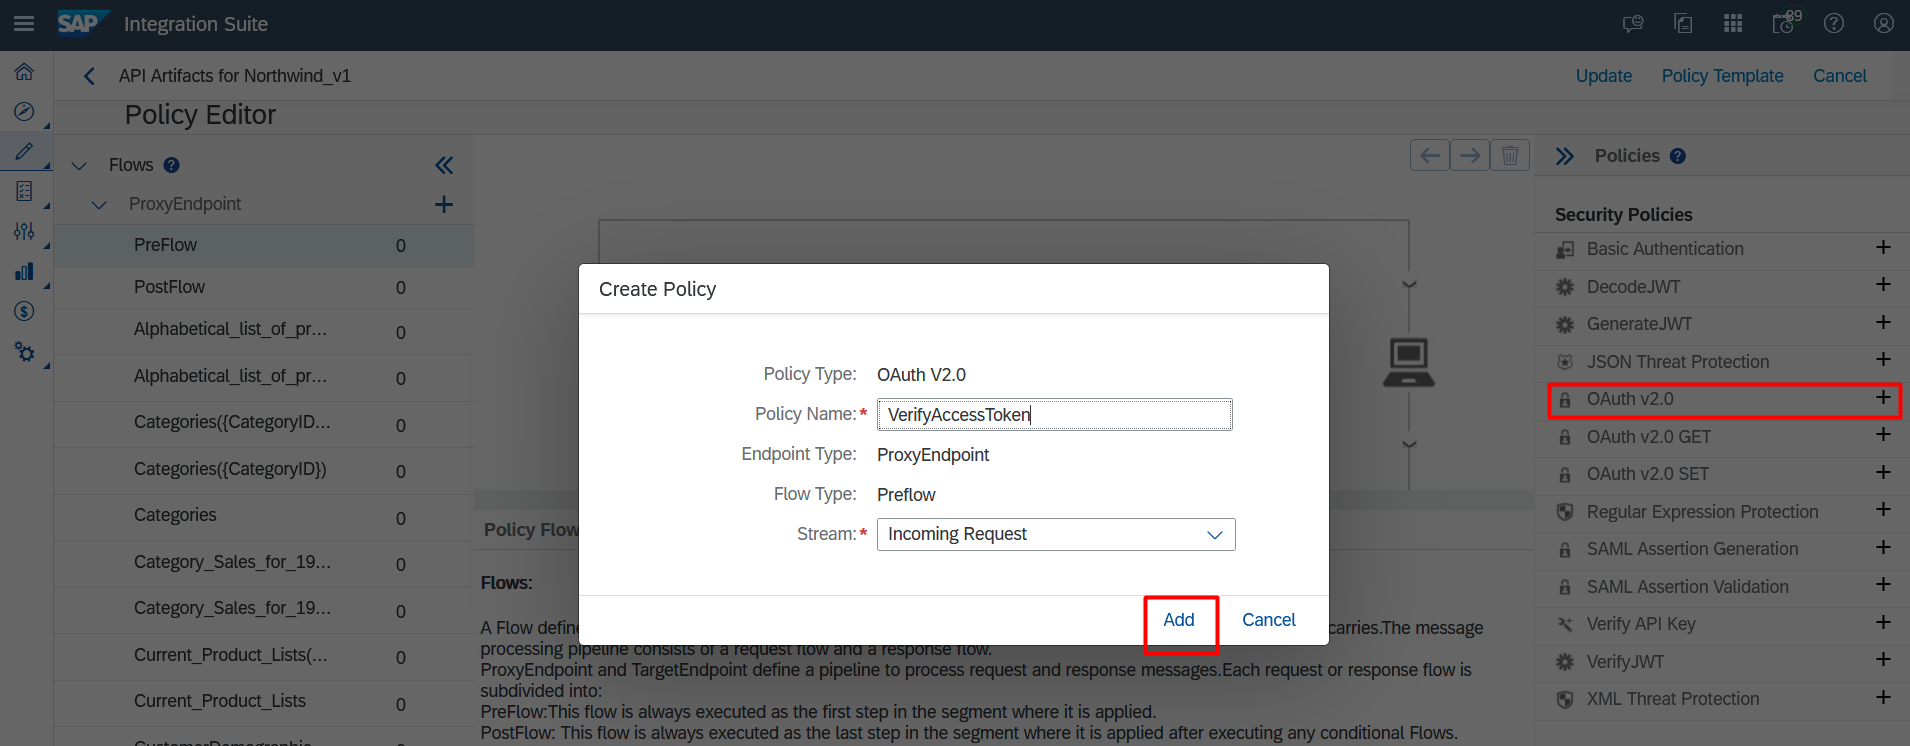 SAP Integration Suite
89
API Artifacts for Northwind_v1
Update Policy Template Cancel
Policy Editor
Flows
ProxyEndpoint
PreFlow 0
PostFlow 0
Alphabetical_list_of_pr... 0
Alphabetical_list_of_pr... 0
Categories({CategoryID... 0
Categories({CategoryID}) 0
Categories 0
Category_Sales_for_19... 0
Category_Sales_for_19... 0
Current_Product_Lists(... 0
Current_Product_Lists 0
Create Policy
Policy Type: OAuth V2.0
Policy Name:* VerifyAccessToken
Endpoint Type: ProxyEndpoint
Flow Type: Preflow
Stream:* Incoming Request
Add Cancel
Policy Flow
Flows:
A Flow define carries.The message
processing pipeline consists of a request flow and a response flow.
ProxyEndpoint and TargetEndpoint define a pipeline to process request and response messages.Each request or response flow is
subdivided into:
PreFlow:This flow is always executed as the first step in the segment where it is applied.
PostFlow: This flow is always executed as the last step in the segment where it is applied after executing any conditional Flows.
Policies
Security Policies
Basic Authentication
DecodeJWT
GenerateJWT
JSON Threat Protection
OAuth v2.0
OAuth v2.0 GET
OAuth v2.0 SET
Regular Expression Protection
SAML Assertion Generation
SAML Assertion Validation
Verify API Key
VerifyJWT
XML Threat Protection